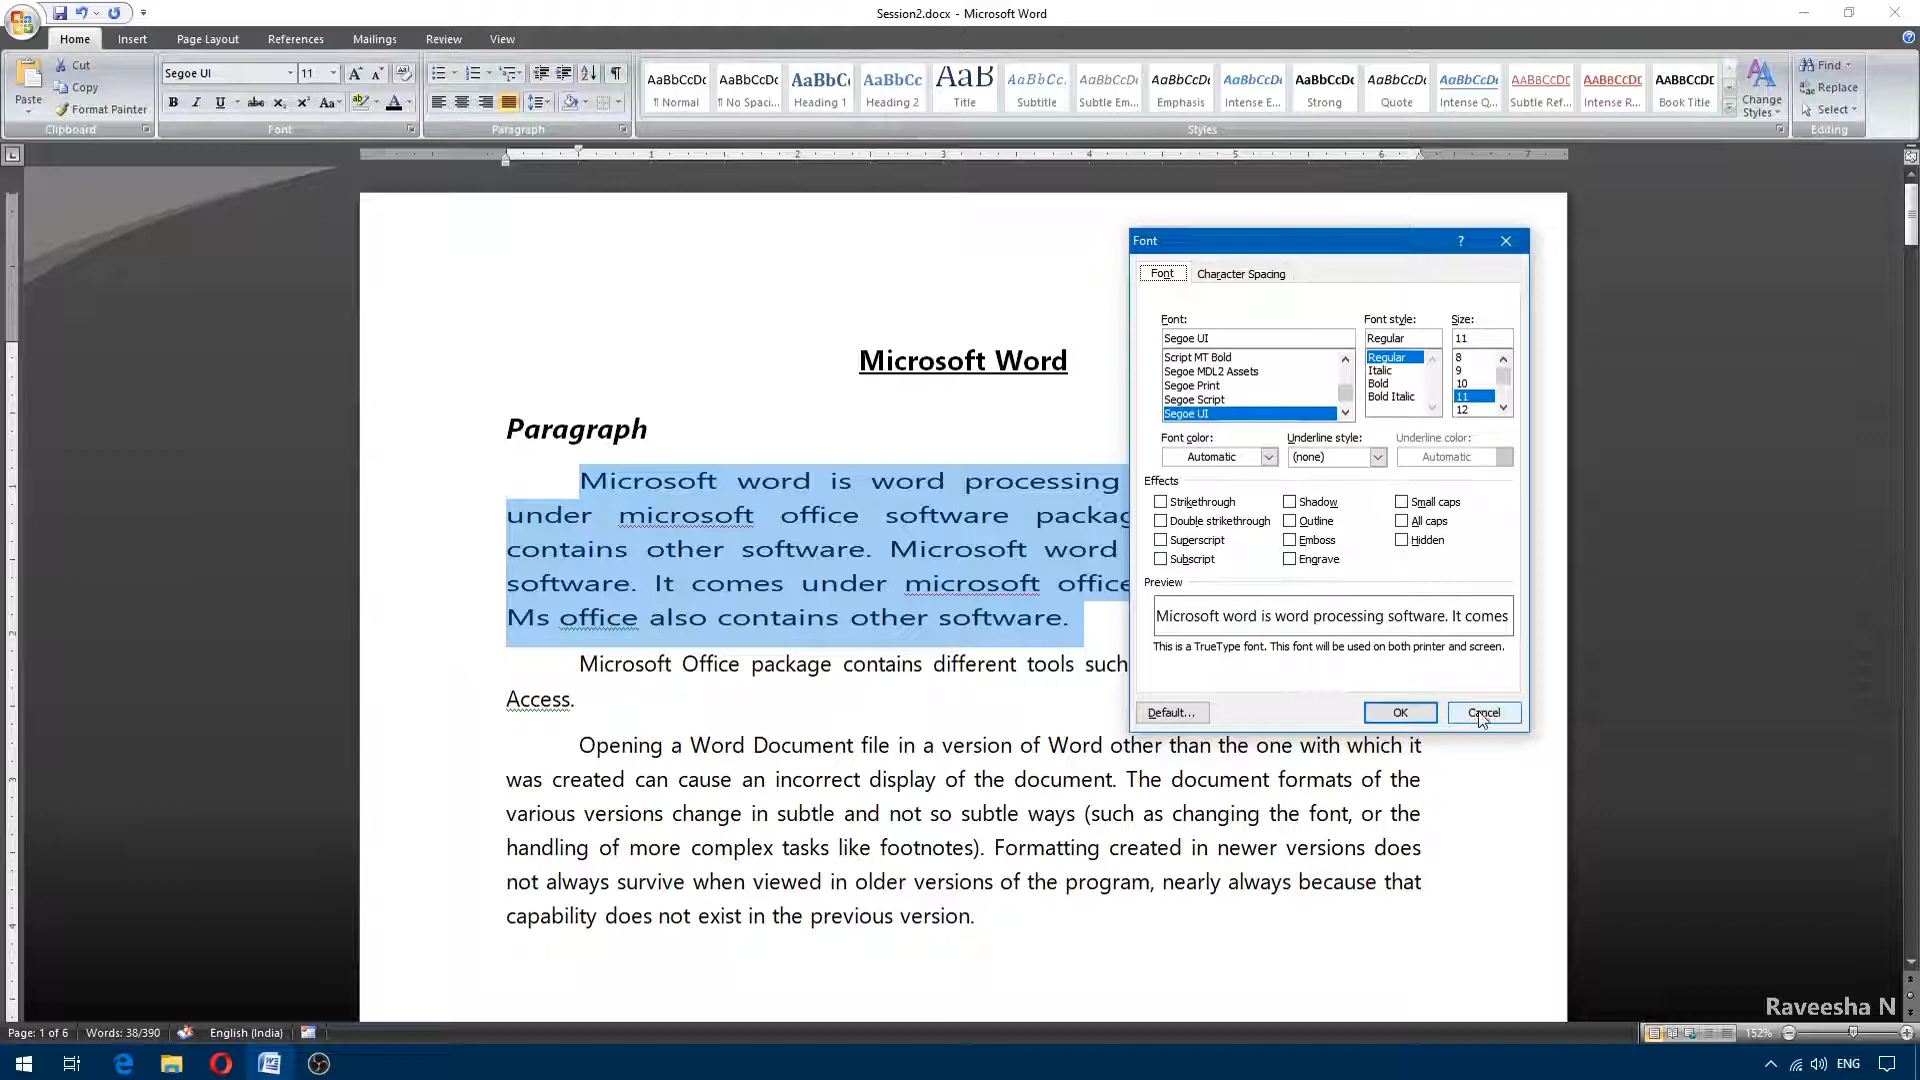 Session2.docx - Microsoft Word
Home Insert Page Layout References Mailings Review View
Paste
Cut
Copy
Format Painter
Clipboard
Segoe UI 11
B I U abc X₂ X² Aa A
Font
Paragraph
AaBbCcDc AaBbCcDc AaBbC AaBbCc AaB AaBbCc. AaBbCcDc AaBbCcDc AaBbCcDc AaBbCcDc AaBbCcDc AaBbCcDc AABBCCDI AABBCCDI AABBCCDC
¶ Normal ¶ No Spaci... Heading 1 Heading 2 Title Subtitle Subtle Em... Emphasis Intense E... Strong Quote Intense Q... Subtle Ref... Intense R... Book Title
Change Styles
Styles
Find
Replace
Select
Editing
1 2 3 4 5 6 7
Microsoft Word
Paragraph
Microsoft word is word processing
under microsoft office software packag
contains other software. Microsoft word
software. It comes under microsoft office
Ms office also contains other software.
Microsoft Office package contains different tools such
Access.
Opening a Word Document file in a version of Word other than the one with which it
was created can cause an incorrect display of the document. The document formats of the
various versions change in subtle and not so subtle ways (such as changing the font, or the
handling of more complex tasks like footnotes). Formatting created in newer versions does
not always survive when viewed in older versions of the program, nearly always because that
capability does not exist in the previous version.
Font
Font Character Spacing
Font: Font style: Size:
Segoe UI Regular 11
Script MT Bold Regular 8
Segoe MDL2 Assets Italic 9
Segoe Print Bold 10
Segoe Script Bold Italic 11
Segoe UI 12
Font color: Underline style: Underline color:
Automatic (none) Automatic
Effects
Strikethrough Shadow Small caps
Double strikethrough Outline All caps
Superscript Emboss Hidden
Subscript Engrave
Preview
Microsoft word is word processing software. It comes
This is a TrueType font. This font will be used on both printer and screen.
Default... OK Cancel
Raveesha N
Page: 1 of 6 Words: 38/390 English (India) 152%
ENG